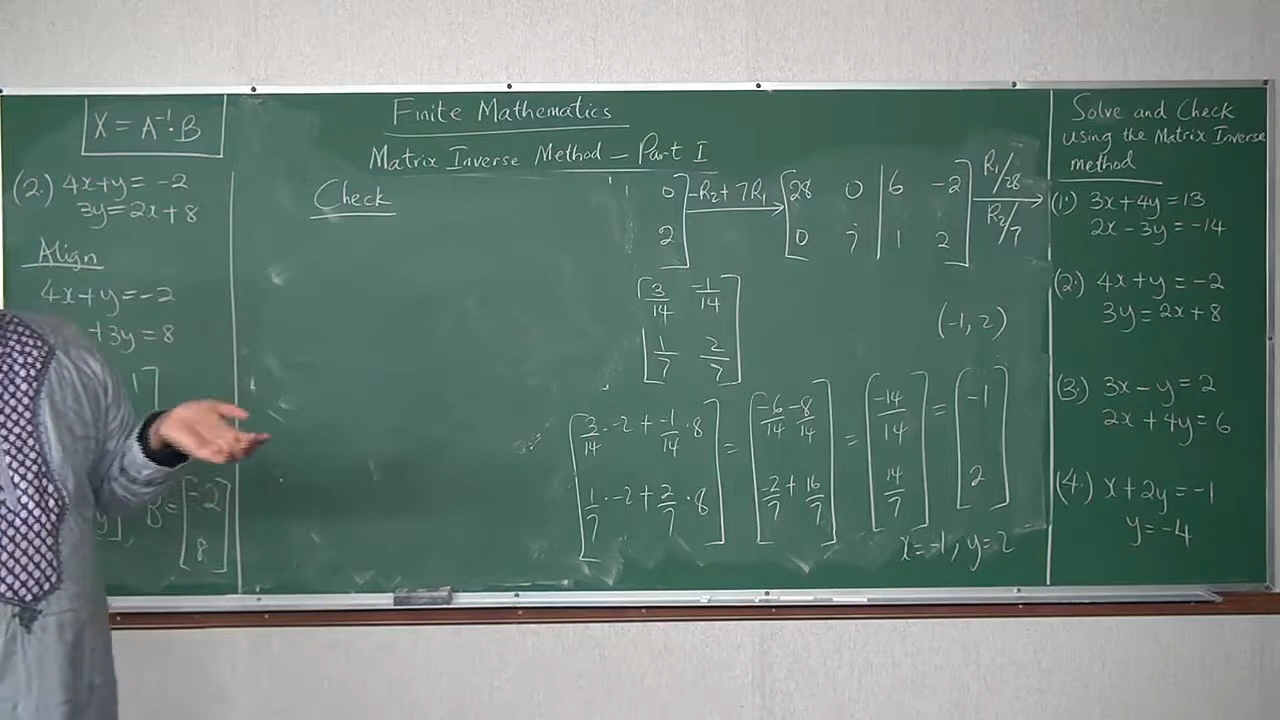 X = A⁻¹·B
(2.) 4x+y = -2
3y = 2x+8
Align
4x+y = -2
+3y = 8
B = [-2
8]
Finite Mathematics
Matrix Inverse Method – Part I
Check
0] -R₂+7R₁ [28 0 | 6 -2] R₁/28
2] [0 7 | 1 2] R₂/7
[3/14 -1/14
1/7 2/7]
(-1, 2)
[3/14·-2 + -1/14·8] = [-6/14 - 8/14] = [-14/14] = [-1]
[1/7·-2 + 2/7·8] [-2/7 + 16/7] [14/7] [2]
x=-1, y=2
Solve and Check
using the Matrix Inverse
method
(1.) 3x+4y = 13
2x-3y = -14
(2.) 4x+y = -2
3y = 2x+8
(3.) 3x-y = 2
2x+4y = 6
(4.) x+2y = -1
y = -4